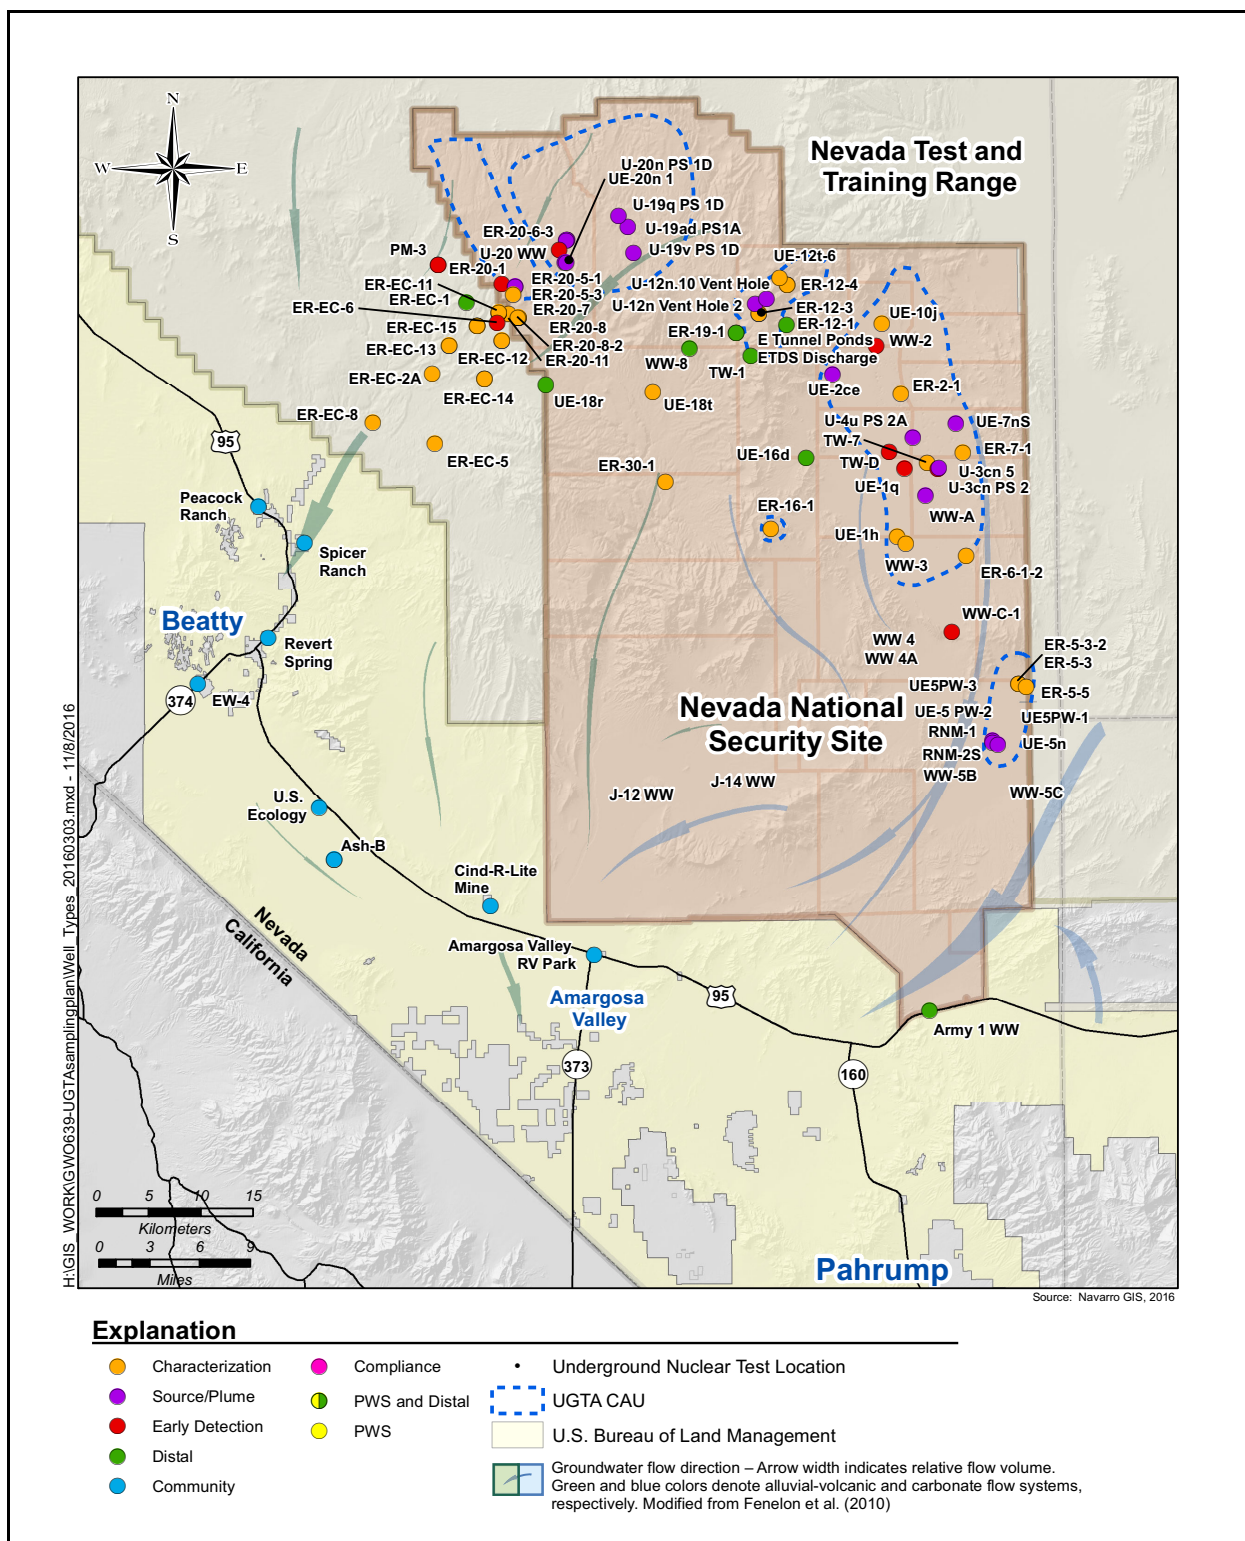 N
W
E
S
Nevada Test and
Training Range
U-20n PS 1D
UE-20n 1
U-19q PS 1D
ER-20-6-3
U-19ad PS1A
PM-3
U-20 WW
U-19v PS 1D
UE-12t-6
ER-20-1
ER-EC-11
ER-20-5-1
U-12n.10 Vent Hole
ER-12-4
ER-EC-1
ER-20-5-3
ER-EC-6
ER-20-7
U-12n Vent Hole 2
ER-12-3
UE-10j
ER-EC-15
ER-20-8
ER-19-1
ER-12-1
ER-EC-13
ER-20-8-2
E Tunnel Ponds
WW-2
ER-EC-12
ER-20-11
WW-8
ETDS Discharge
ER-EC-2A
TW-1
UE-2ce
ER-2-1
ER-EC-14
UE-18r
UE-18t
ER-EC-8
U-4u PS 2A
UE-7nS
95
TW-7
ER-7-1
ER-EC-5
UE-16d
TW-D
ER-30-1
U-3cn 5
UE-1q
U-3cn PS 2
Peacock
Ranch
ER-16-1
WW-A
UE-1h
Spicer
Ranch
WW-3
ER-6-1-2
Beatty
WW-C-1
Revert
Spring
WW 4
WW 4A
ER-5-3-2
ER-5-3
374
EW-4
UE5PW-3
ER-5-5
Nevada National
Security Site
UE-5 PW-2
UE5PW-1
RNM-1
UE-5n
RNM-2S
WW-5B
J-14 WW
J-12 WW
WW-5C
U.S.
Ecology
Ash-B
Cind-R-Lite
Mine
Nevada
California
Amargosa Valley
RV Park
Amargosa
Valley
95
Army 1 WW
373
160
0 5 10 15
Kilometers
0 3 6 9
Miles
Pahrump
H:\GIS_WORK\GWO639-UGTAsamplingplan\Well_Types_20160303.mxd - 11/8/2016
Source: Navarro GIS, 2016
Explanation
Characterization
Source/Plume
Early Detection
Distal
Community
Compliance
PWS and Distal
PWS
Underground Nuclear Test Location
UGTA CAU
U.S. Bureau of Land Management
Groundwater flow direction – Arrow width indicates relative flow volume.
Green and blue colors denote alluvial-volcanic and carbonate flow systems,
respectively. Modified from Fenelon et al. (2010)